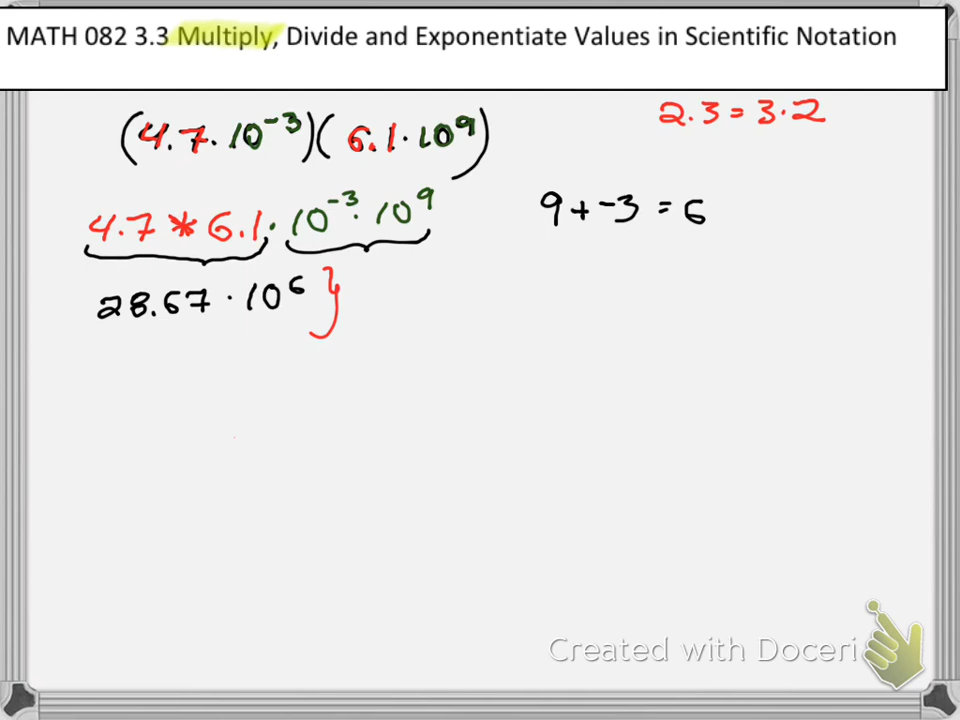 MATH 082 3.3 Multiply, Divide and Exponentiate Values in Scientific Notation
2.3 = 3·2
(4.7·10⁻³)(6.1·10⁹)
4.7 * 6.1 · 10⁻³·10⁹
9 + -3 = 6
28.67 · 10⁶ }
Created with Doceri